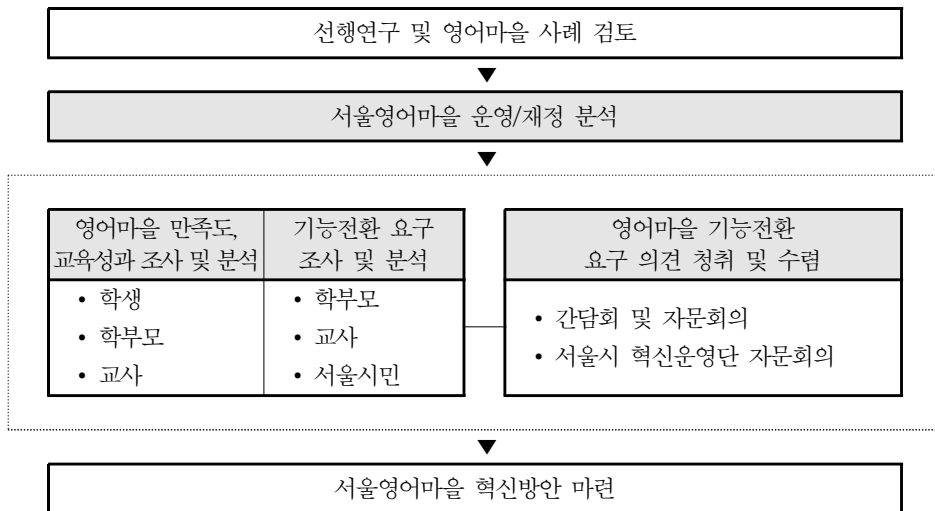 선행연구 및 영어마을 사례 검토
▼
서울영어마을 운영/재정 분석
▼
영어마을 만족도,
교육성과 조사 및 분석
• 학생
• 학부모
• 교사
기능전환 요구
조사 및 분석
• 학부모
• 교사
• 서울시민
영어마을 기능전환
요구 의견 청취 및 수렴
• 간담회 및 자문회의
• 서울시 혁신운영단 자문회의
▼
서울영어마을 혁신방안 마련